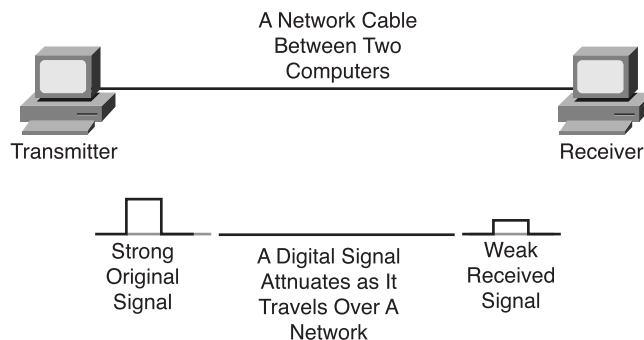 A Network Cable
Between Two
Computers
Transmitter
Receiver
Strong
Original
Signal
A Digital Signal
Attnuates as It
Travels Over A
Network
Weak
Received
Signal